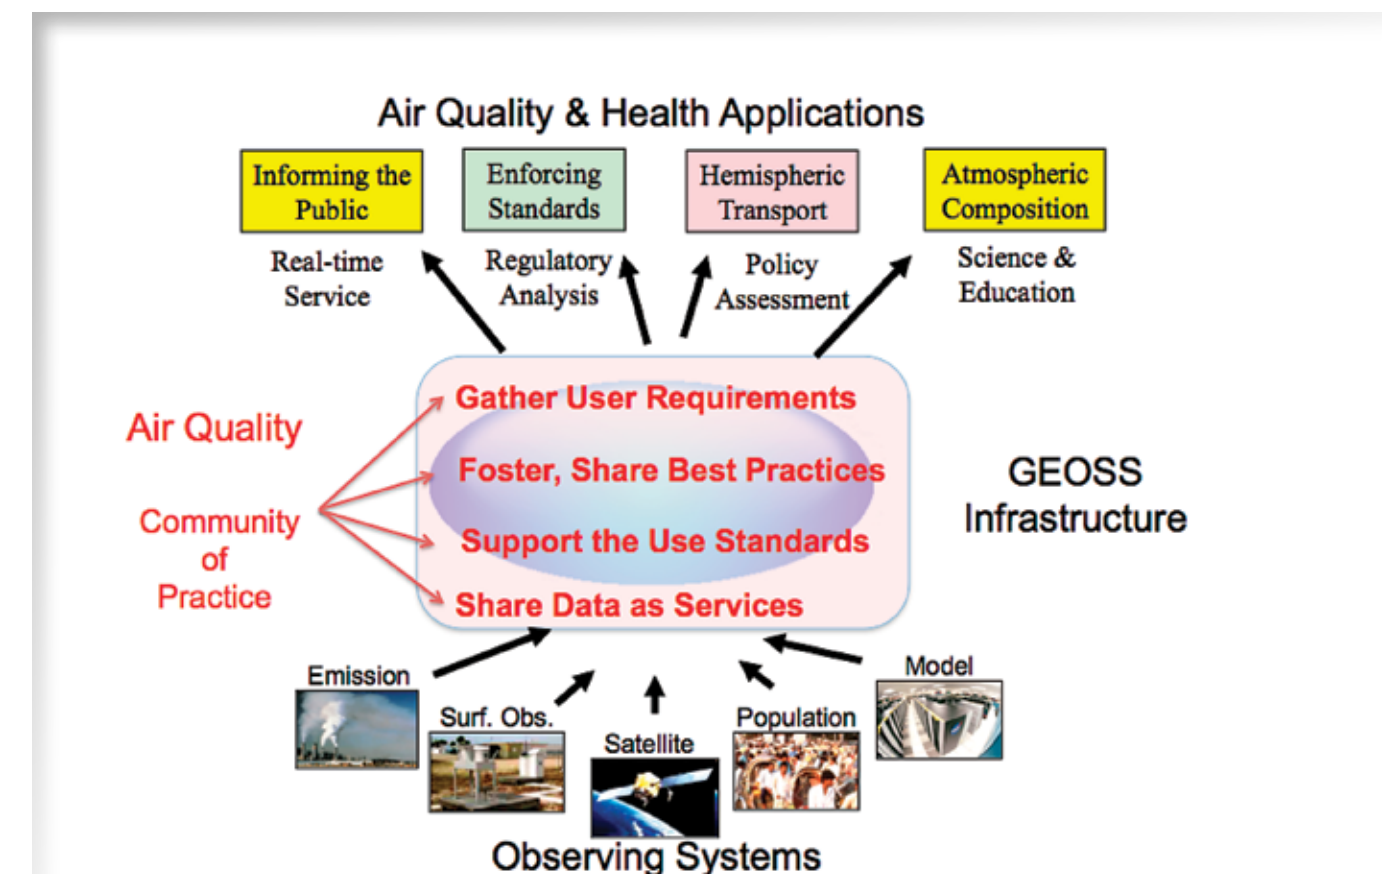 Air Quality & Health Applications
Informing the
Public
Enforcing
Standards
Hemispheric
Transport
Atmospheric
Composition
Real-time
Service
Regulatory
Analysis
Policy
Assessment
Science &
Education
Air Quality
Community
of
Practice
Gather User Requirements
Foster, Share Best Practices
Support the Use Standards
Share Data as Services
GEOSS
Infrastructure
Emission
Surf. Obs.
Satellite
Population
Model
Observing Systems